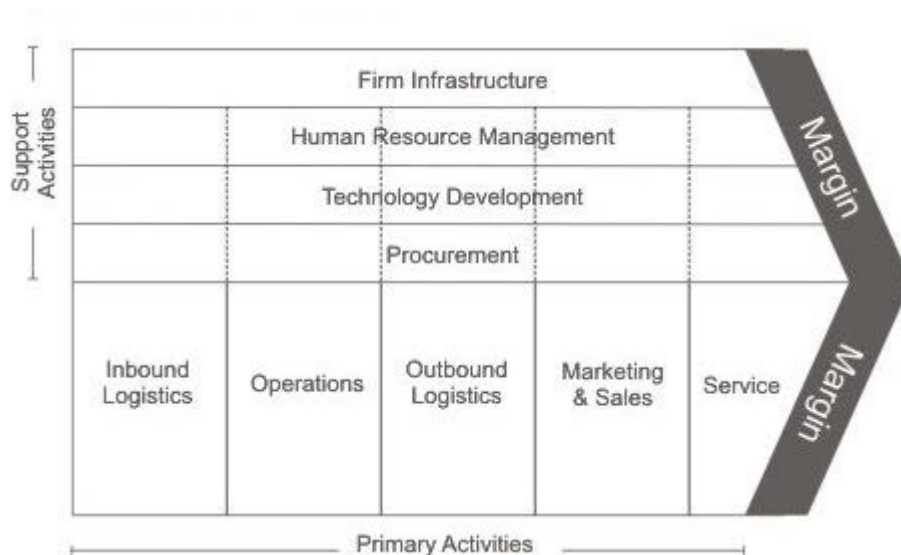 Support
Activities
Firm Infrastructure
Human Resource Management
Technology Development
Procurement
Margin
Inbound
Logistics
Operations
Outbound
Logistics
Marketing
& Sales
Service
Margin
Primary Activities